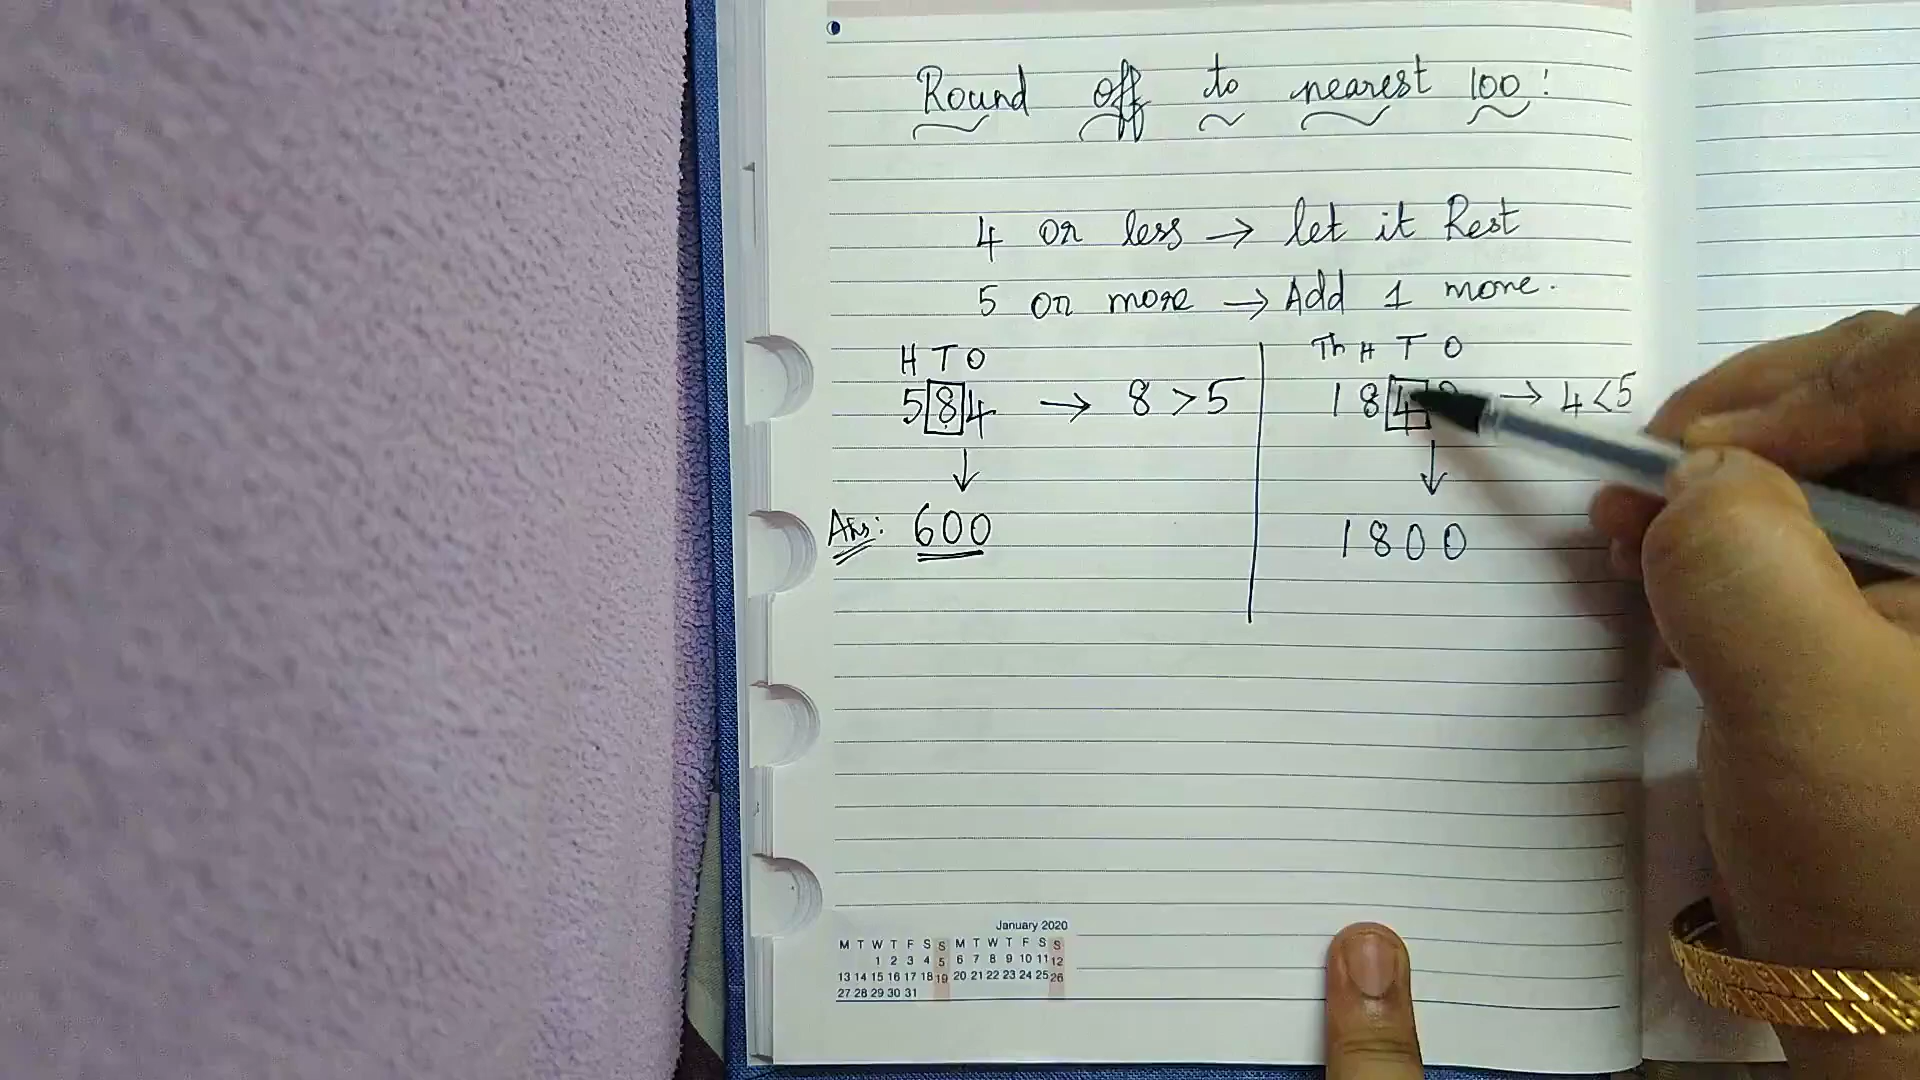 Round off to nearest 100!
4 or less → let it Rest
5 or more → Add 1 more.
H T O
584 → 8 > 5
↓
Ans: 600
Th H T O
184 → 4 < 5
↓
1800
January 2020
M T W T F S S M T W T F S S
1 2 3 4 5 6 7 8 9 10 11 12
13 14 15 16 17 18 19 20 21 22 23 24 25 26
27 28 29 30 31